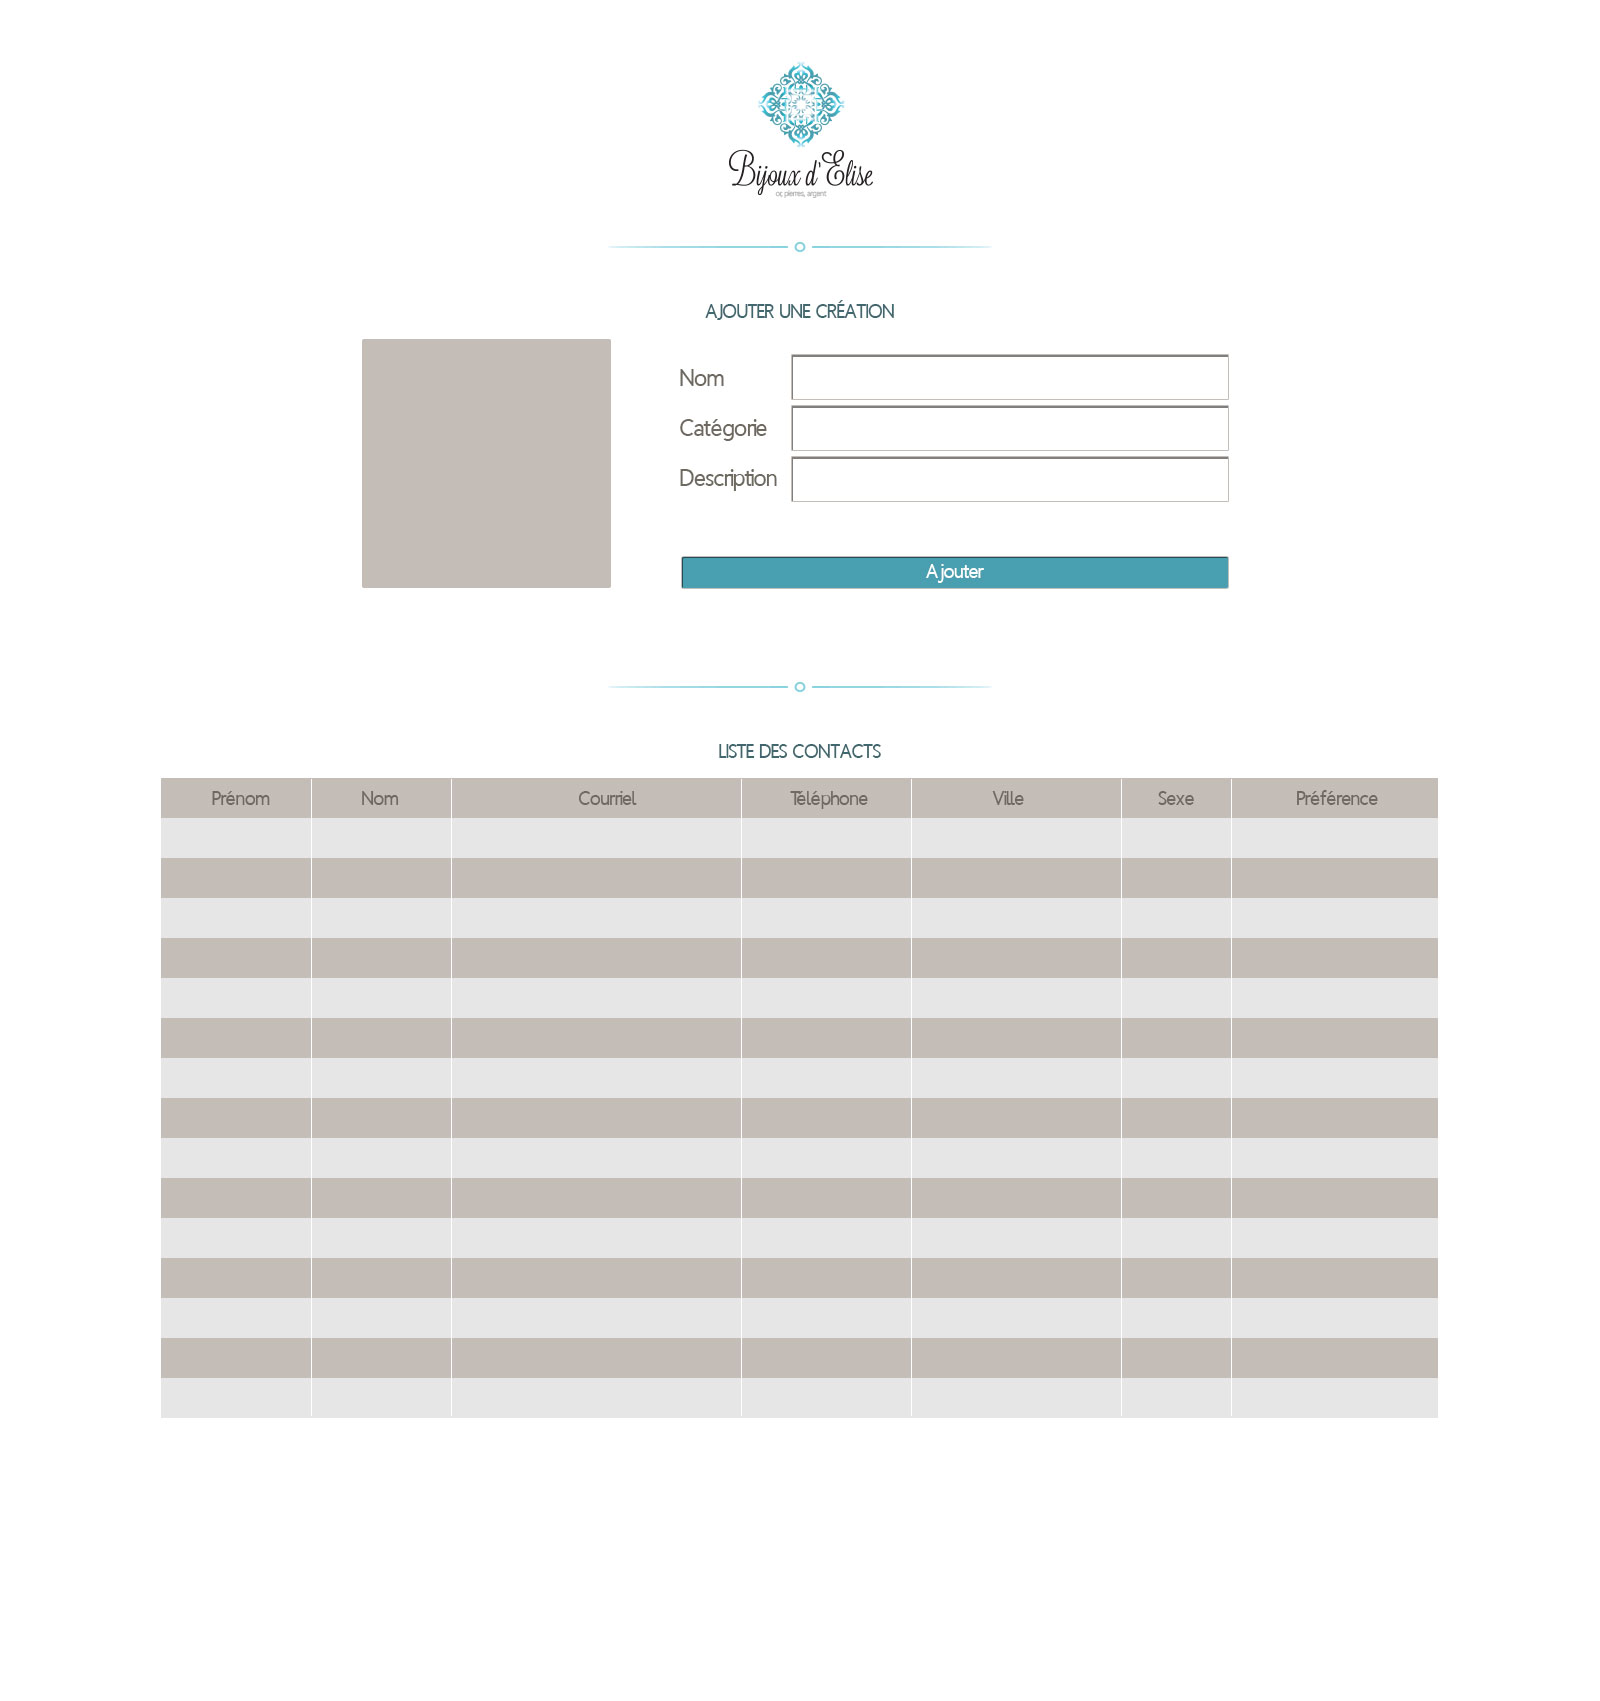 Bijoux d'Elise
or, pierres, argent
AJOUTER UNE CRÉATION
Nom
Catégorie
Description
Ajouter
LISTE DES CONTACTS
Prénom Nom Courriel Téléphone Ville Sexe Préférence